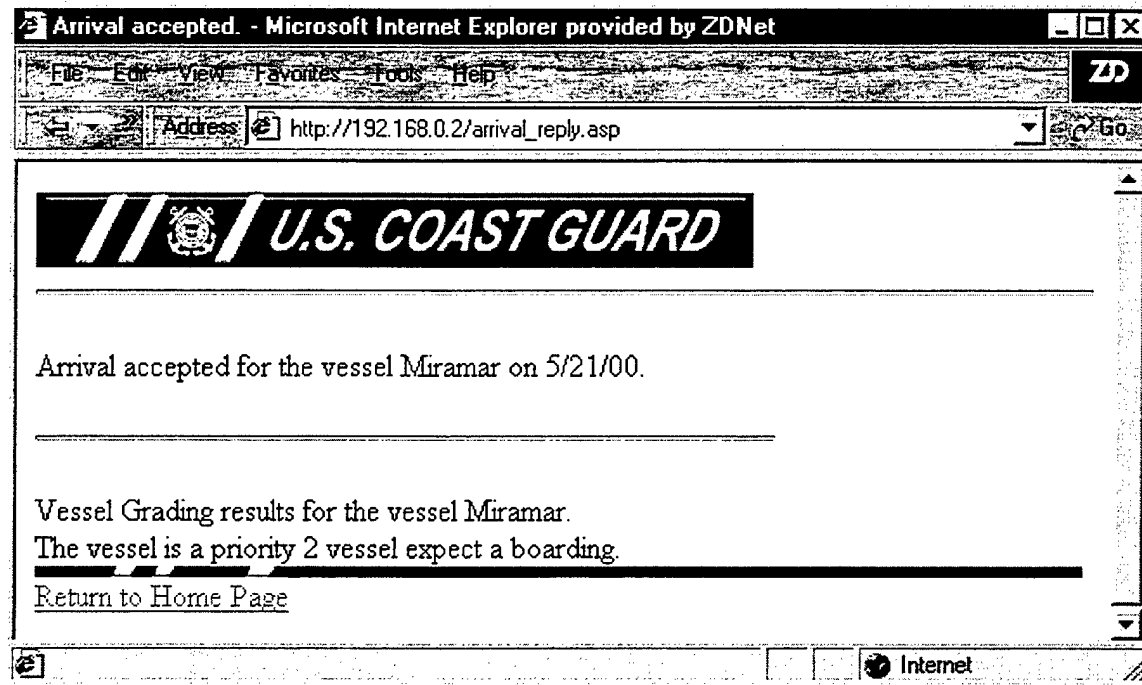 Arrival accepted. - Microsoft Internet Explorer provided by ZDNet
File Edit View Favorites Tools Help
ZD
Address http://192.168.0.2/arrival_reply.asp Go
U.S. COAST GUARD
Arrival accepted for the vessel Miramar on 5/21/00.
Vessel Grading results for the vessel Miramar.
The vessel is a priority 2 vessel expect a boarding.
Return to Home Page
Internet